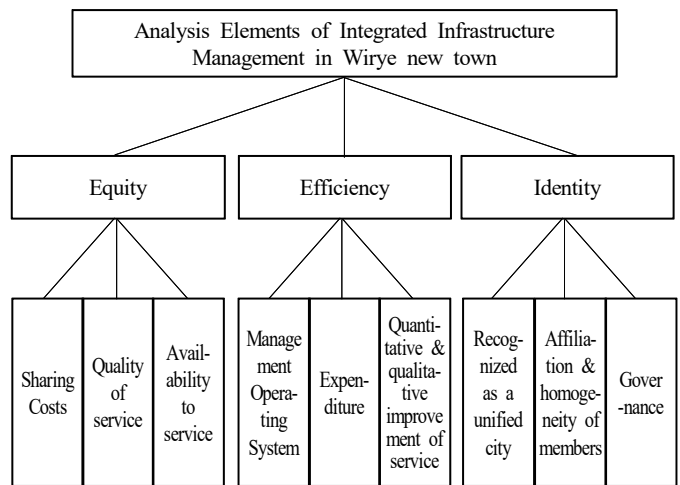 Analysis Elements of Integrated Infrastructure
Management in Wirye new town
Equity
Efficiency
Identity
Sharing
Costs
Quality
of
service
Avail-
ability
to
service
Manage
ment
Opera-
ting
System
Expen-
diture
Quanti-
tative &
qualita-
tive
improve
ment of
service
Recog-
nized
as a
unified
city
Affilia-
tion &
homoge-
neity of
members
Gover
-nance